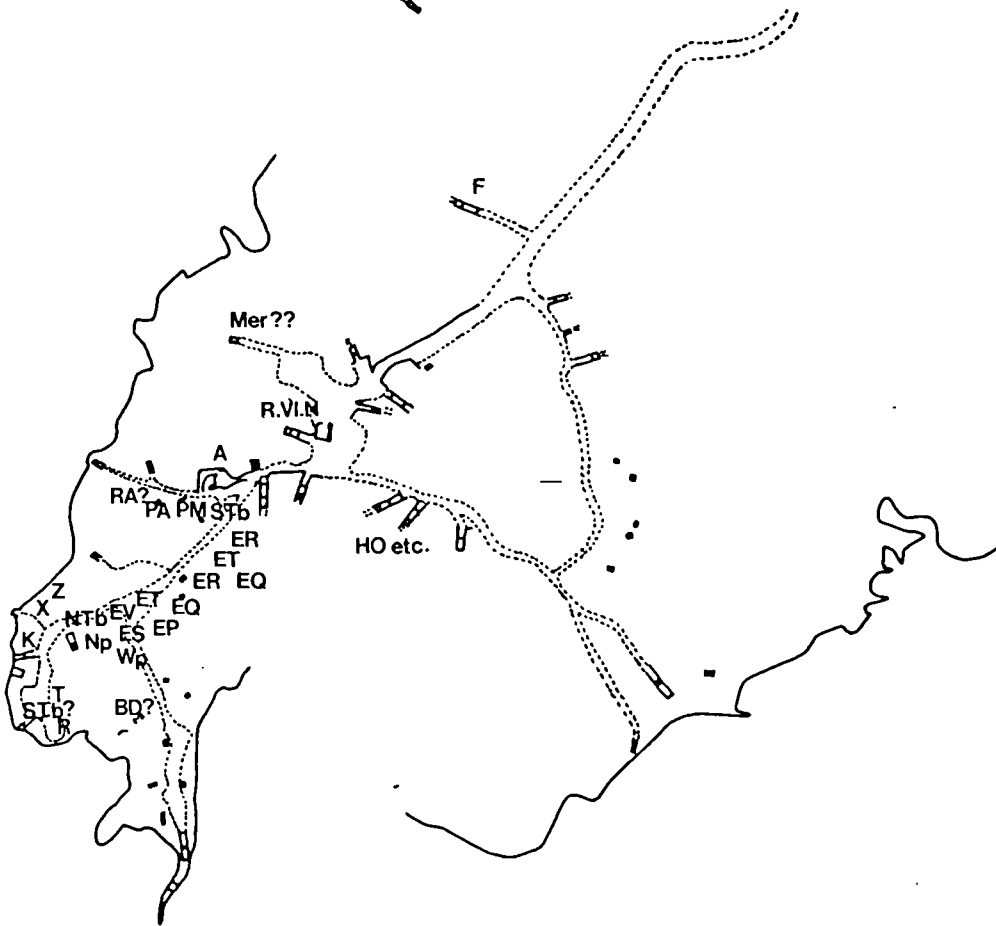 F
Mer??
R.VI.N
A
RA?
PA PM STb
ER
ET
HO etc.
ER EQ
Z
X
ET
EQ
NTb EV
K
Np ES EP
Wp
T
STb?
R
BD?